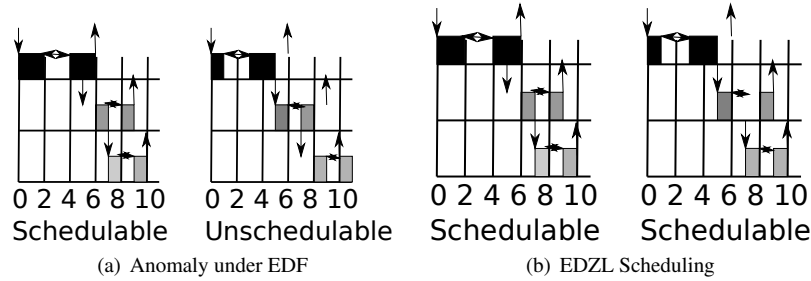 0 2 4 6 8 10 0 2 4 6 8 10 0 2 4 6 8 10 0 2 4 6 8 10
Schedulable Unschedulable Schedulable Schedulable
(a) Anomaly under EDF (b) EDZL Scheduling